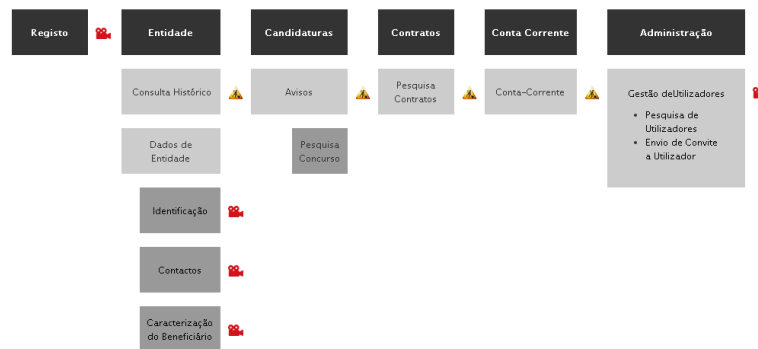 Registo
Entidade
Candidaturas
Contratos
Conta Corrente
Administração
Consulta Histórico
Avisos
Pesquisa
Contratos
Conta-Corrente
Gestão deUtilizadores
Pesquisa de
Utilizadores
Envio de Convite
a Utilizador
Dados de
Entidade
Pesquisa
Concurso
Identificação
Contactos
Caracterização
do Beneficiário